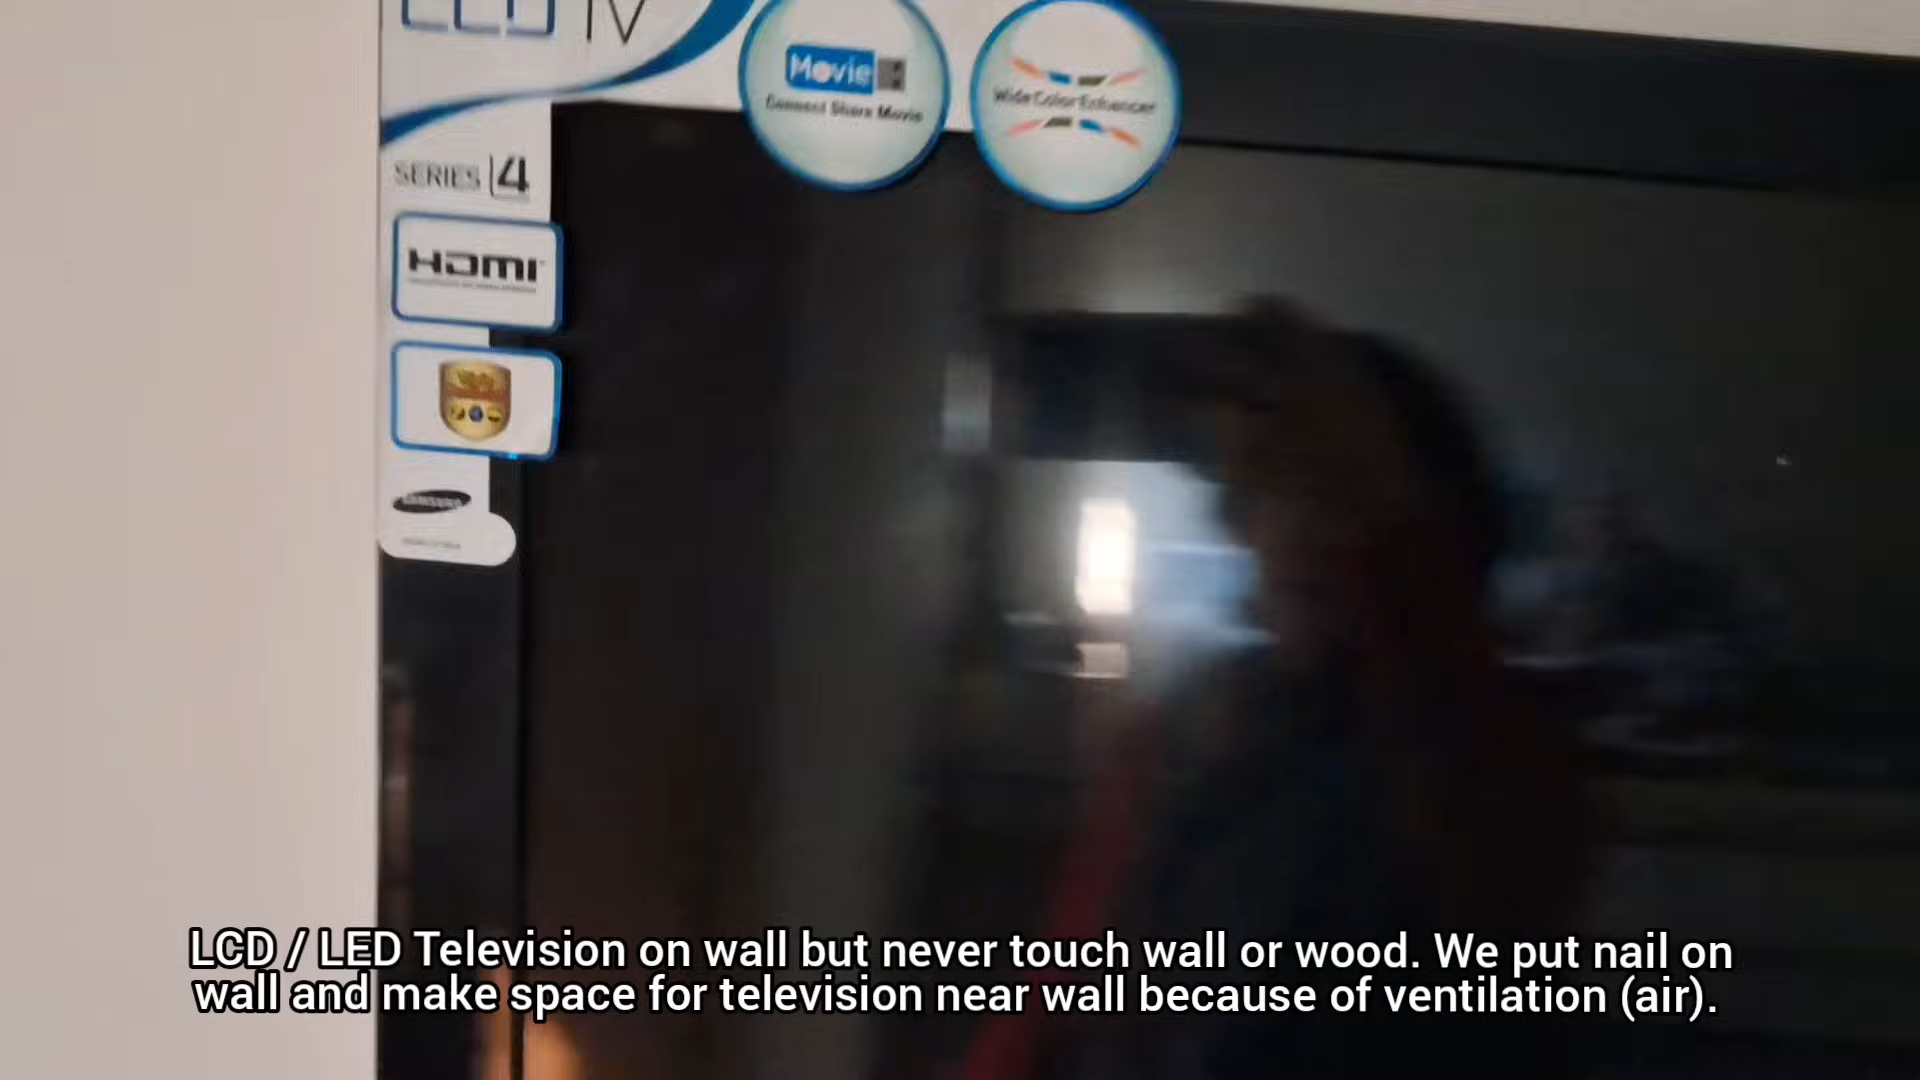 LCD TV
Movie
Connect Share Movie
Wide Color Enhancer
SERIES 4
HDMI
SAMSUNG
LCD / LED Television on wall but never touch wall or wood. We put nail on
wall and make space for television near wall because of ventilation (air).